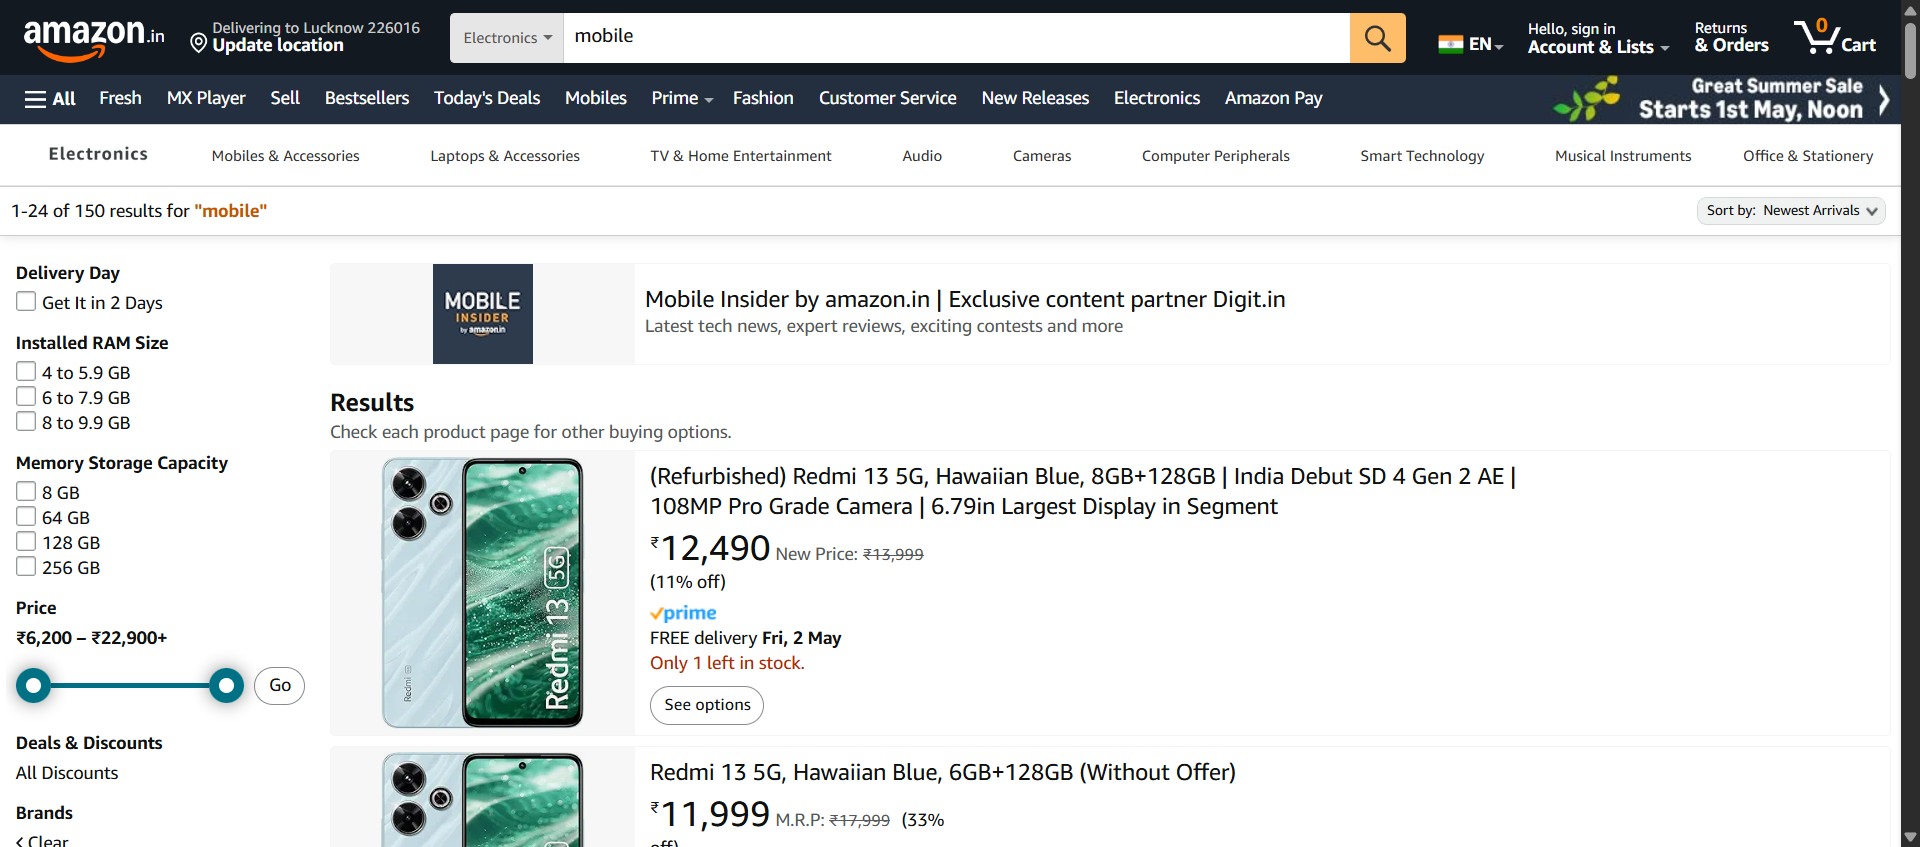 amazon.in
Delivering to Lucknow 226016
Update location
Electronics
mobile
EN
Hello, sign in
Account & Lists
Returns
& Orders
0
Cart
All
Fresh
MX Player
Sell
Bestsellers
Today's Deals
Mobiles
Prime
Fashion
Customer Service
New Releases
Electronics
Amazon Pay
Great Summer Sale
Starts 1st May, Noon
Electronics
Mobiles & Accessories
Laptops & Accessories
TV & Home Entertainment
Audio
Cameras
Computer Peripherals
Smart Technology
Musical Instruments
Office & Stationery
1-24 of 150 results for "mobile"
Sort by: Newest Arrivals
Delivery Day
Get It in 2 Days
Installed RAM Size
4 to 5.9 GB
6 to 7.9 GB
8 to 9.9 GB
Memory Storage Capacity
8 GB
64 GB
128 GB
256 GB
Price
₹6,200 – ₹22,900+
Go
Deals & Discounts
All Discounts
Brands
Clear
MOBILE
INSIDER
by amazon.in
Mobile Insider by amazon.in | Exclusive content partner Digit.in
Latest tech news, expert reviews, exciting contests and more
Results
Check each product page for other buying options.
Redmi
Redmi 13 5G
(Refurbished) Redmi 13 5G, Hawaiian Blue, 8GB+128GB | India Debut SD 4 Gen 2 AE |
108MP Pro Grade Camera | 6.79in Largest Display in Segment
₹12,490 New Price: ₹13,999
(11% off)
prime
FREE delivery Fri, 2 May
Only 1 left in stock.
See options
Redmi 13 5G, Hawaiian Blue, 6GB+128GB (Without Offer)
₹11,999 M.R.P: ₹17,999 (33%
off)